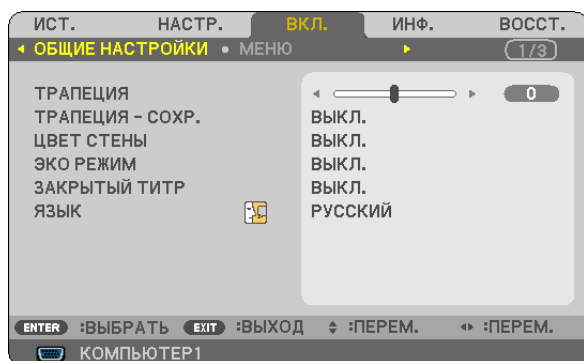 ИСТ. НАСТР. ВКЛ. ИНФ. ВОССТ.
ОБЩИЕ НАСТРОЙКИ • МЕНЮ 1/3
ТРАПЕЦИЯ 0
ТРАПЕЦИЯ - СОХР. ВЫКЛ.
ЦВЕТ СТЕНЫ ВЫКЛ.
ЭКО РЕЖИМ ВЫКЛ.
ЗАКРЫТЫЙ ТИТР ВЫКЛ.
ЯЗЫК РУССКИЙ
ENTER :ВЫБРАТЬ EXIT :ВЫХОД :ПЕРЕМ. :ПЕРЕМ.
КОМПЬЮТЕР1